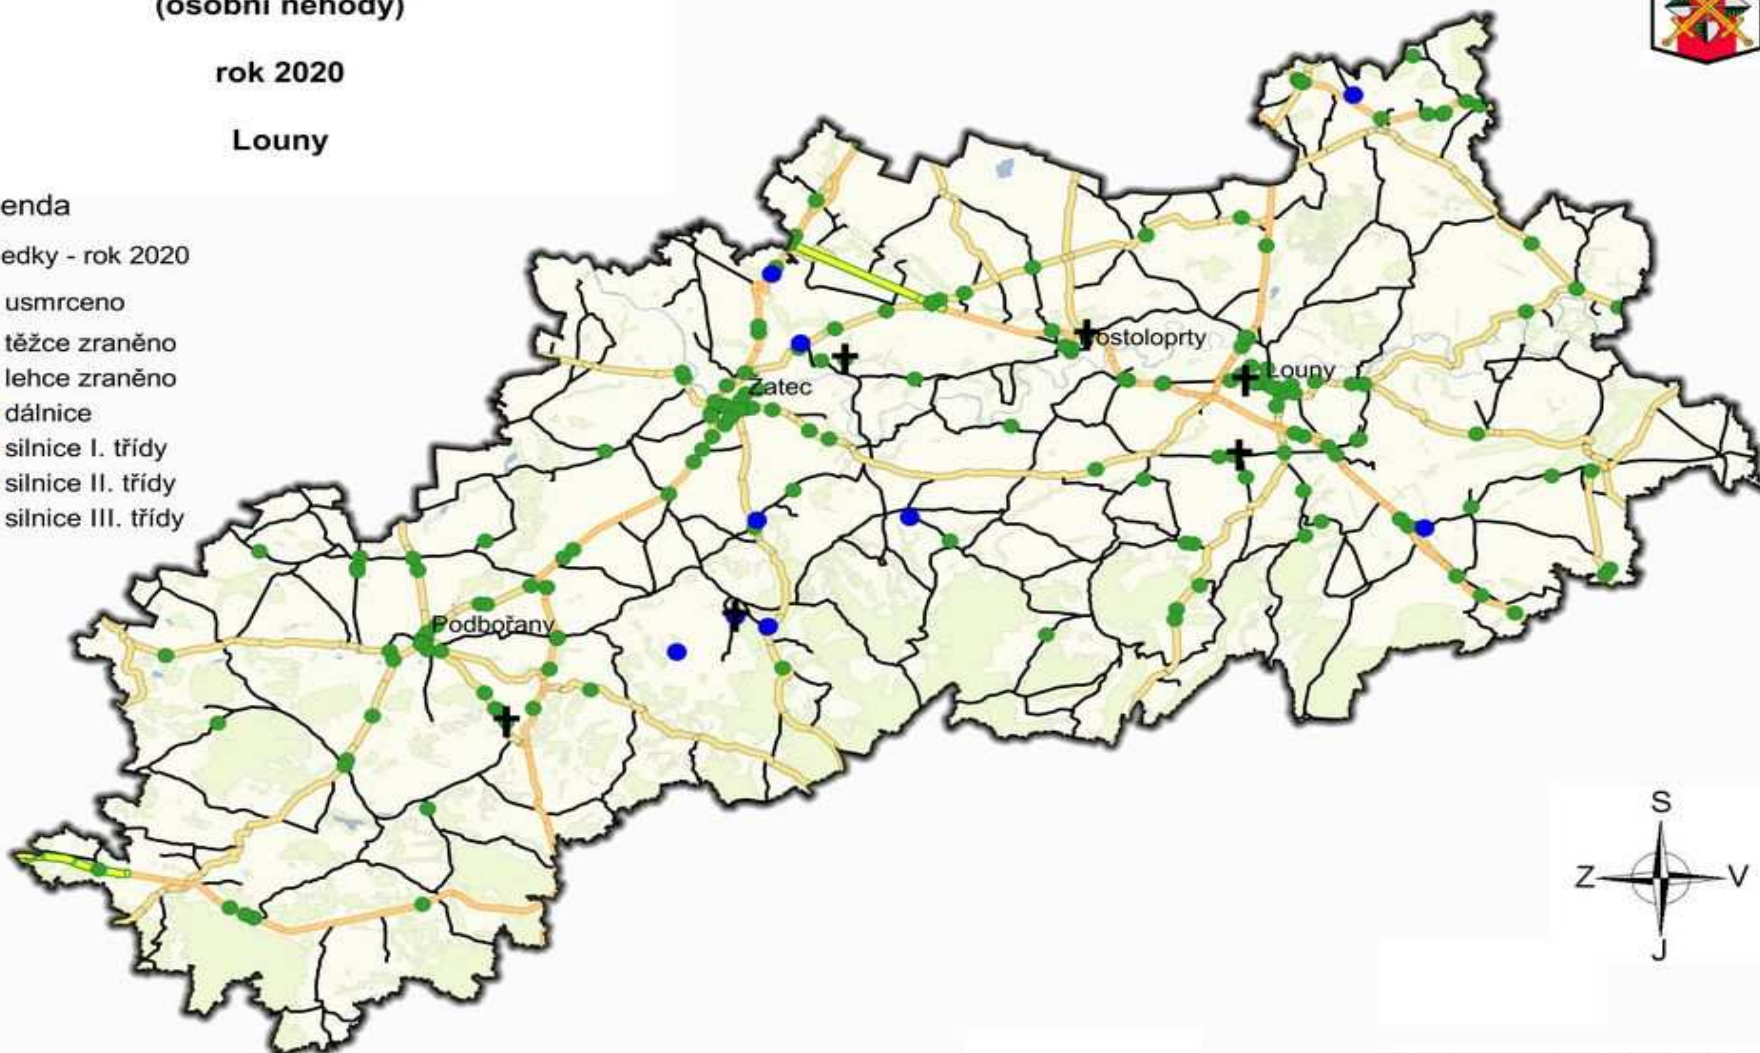 (osobní nehody)
rok 2020
Louny
enda
edky - rok 2020
usmrceno
těžce zraněno
lehce zraněno
dálnice
silnice I. třídy
silnice II. třídy
silnice III. třídy
ostoloprty
Louny
Žatec
Podbořany
S
Z
V
J